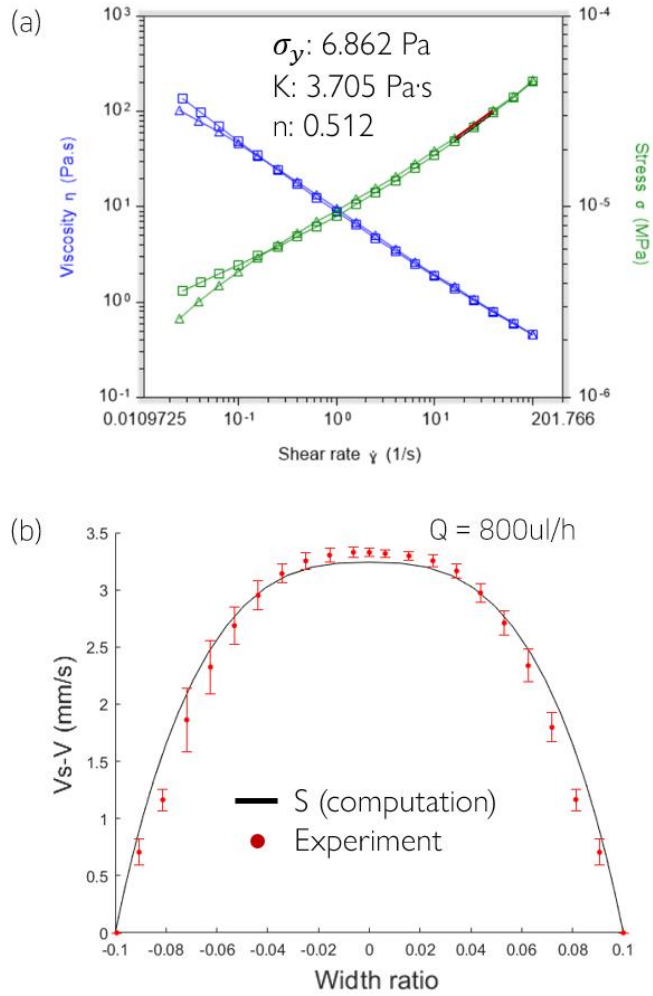 (a)
σy: 6.862 Pa
K: 3.705 Pa·s
n: 0.512
10³
10²
10¹
10⁰
10⁻¹
Viscosity η (Pa.s)
10⁻⁴
10⁻⁵
10⁻⁶
Stress σ (MPa)
0.0109725
10⁻¹
10⁰
10¹
201.766
Shear rate γ̇ (1/s)
(b)
Q = 800ul/h
3.5
3
2.5
2
1.5
1
0.5
0
Vs-V (mm/s)
S (computation)
Experiment
-0.1 -0.08 -0.06 -0.04 -0.02 0 0.02 0.04 0.06 0.08 0.1
Width ratio